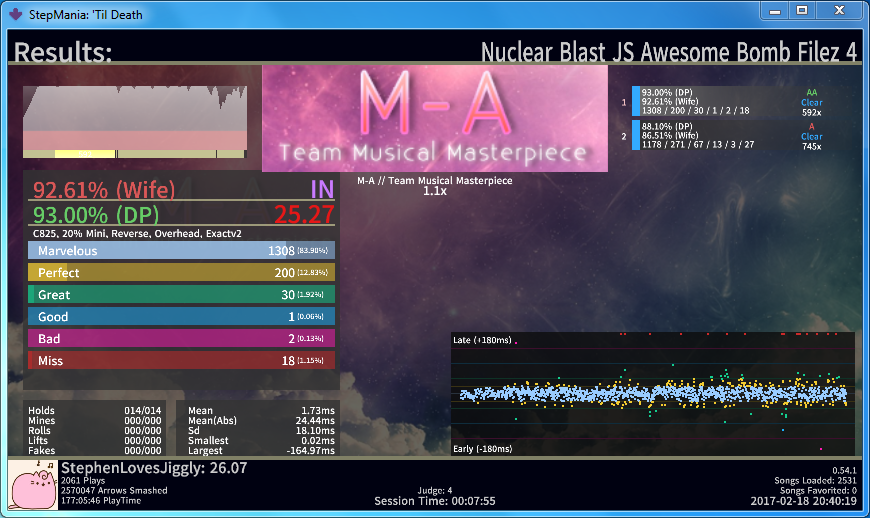 StepMania: 'Til Death
Results:
Nuclear Blast JS Awesome Bomb Filez 4
M-A
Team Musical Masterpiece
M-A // Team Musical Masterpiece
1.1x
1
93.00% (DP)
AA
92.61% (Wife)
Clear
1308 / 200 / 30 / 1 / 2 / 18
592x
2
88.10% (DP)
A
86.51% (Wife)
Clear
1178 / 271 / 67 / 13 / 3 / 27
745x
92.61% (Wife)
IN
93.00% (DP)
25.27
C825, 20% Mini, Reverse, Overhead, Exactv2
Marvelous 1308 (83.90%)
Perfect 200 (12.83%)
Great 30 (1.92%)
Good 1 (0.06%)
Bad 2 (0.13%)
Miss 18 (1.15%)
Holds 014/014
Mines 000/000
Rolls 000/000
Lifts 000/000
Fakes 000/000
Mean 1.73ms
Mean(Abs) 24.44ms
Sd 18.10ms
Smallest 0.02ms
Largest -164.97ms
Late (+180ms)
Early (-180ms)
StephenLovesJiggly: 26.07
2061 Plays
2570047 Arrows Smashed
177:05:46 PlayTime
Judge: 4
Session Time: 00:07:55
0.54.1
Songs Loaded: 2531
Songs Favorited: 0
2017-02-18 20:40:19